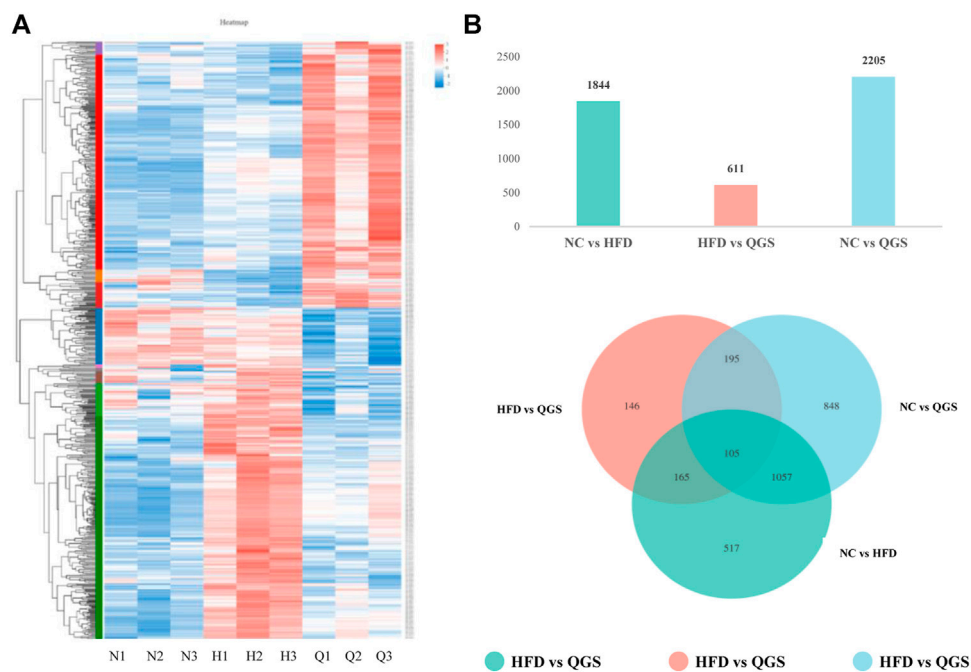 A
Heatmap
N1 N2 N3 H1 H2 H3 Q1 Q2 Q3
B
2500
2000
1500
1000
500
0
1844
611
2205
NC vs HFD
HFD vs QGS
NC vs QGS
195
HFD vs QGS
146
848
NC vs QGS
105
165
1057
517
NC vs HFD
HFD vs QGS
HFD vs QGS
HFD vs QGS